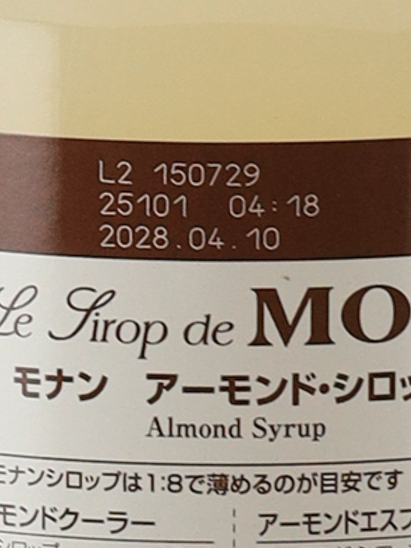 L2 150729
25101 04:18
2028.04.10
Le Sirop de MO
モナン アーモンド・シロッ
Almond Syrup
モナンシロップは1:8で薄めるのが目安です
モンドクーラー
アーモンドエスプ